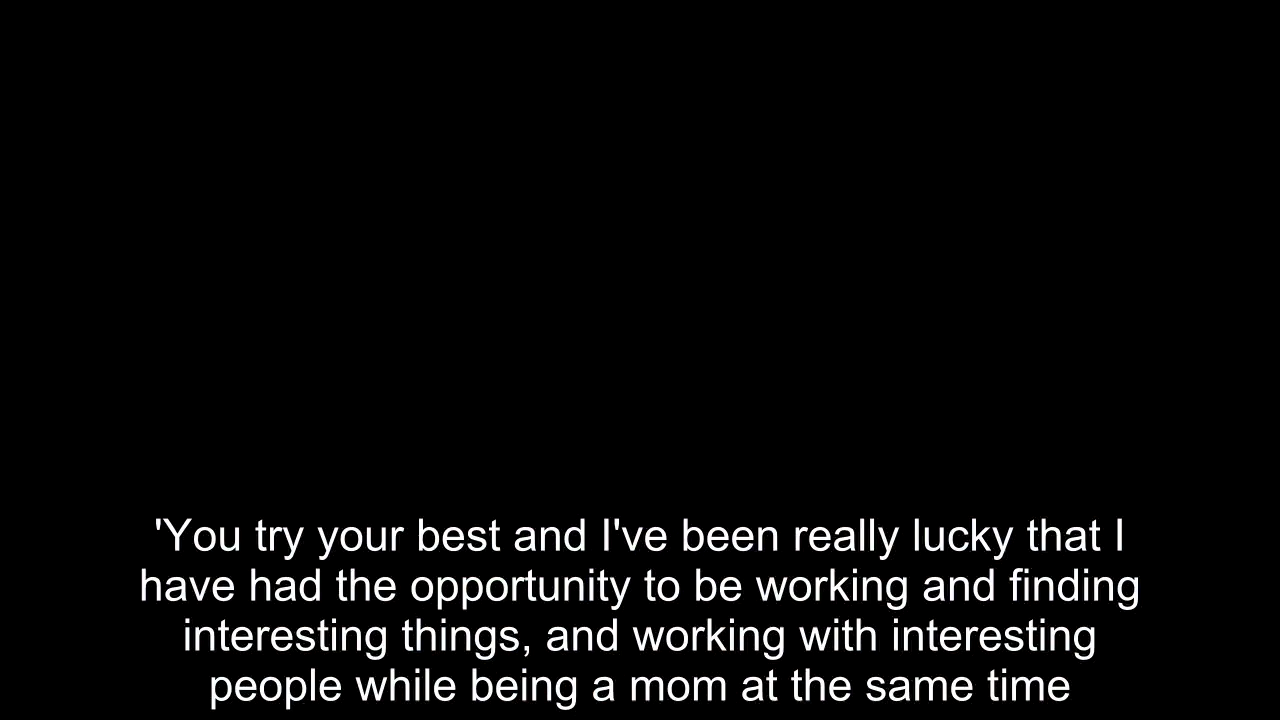 'You try your best and I've been really lucky that I
have had the opportunity to be working and finding
interesting things, and working with interesting
people while being a mom at the same time